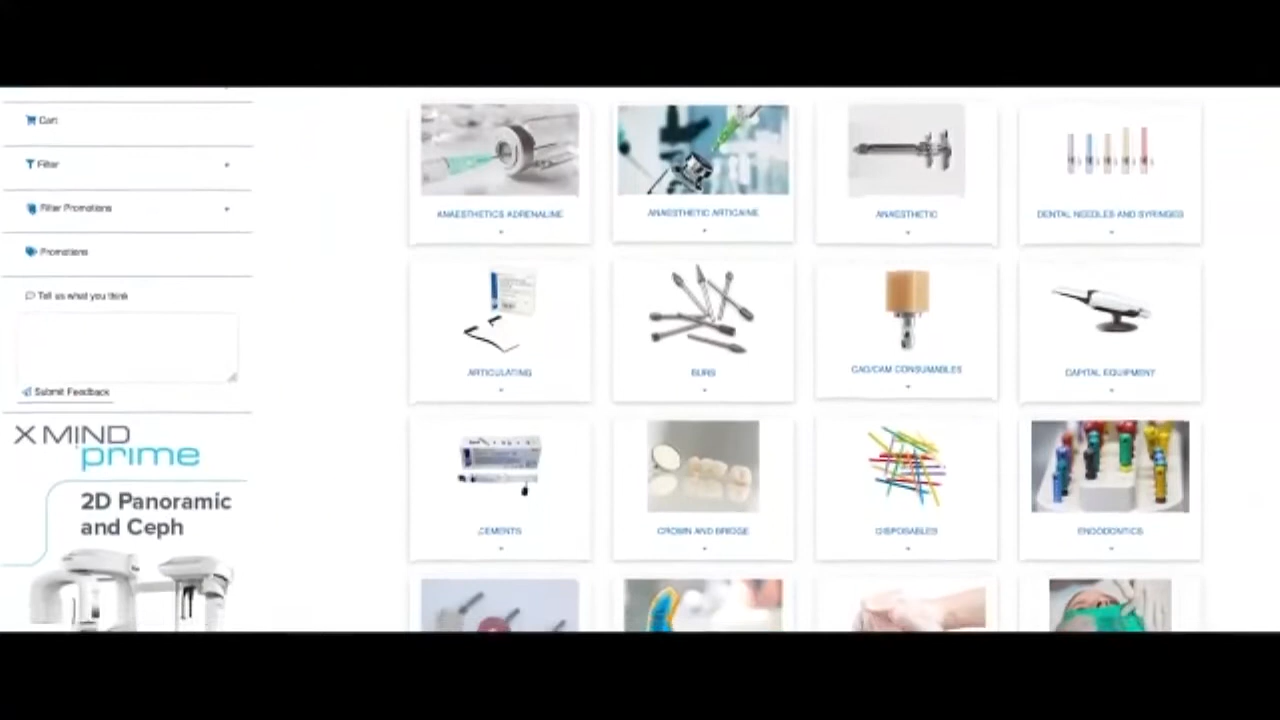 Cart
Filter
Filter Promotions
Promotions
Tell us what you think
Submit Feedback
X MIND
prime
2D Panoramic
and Ceph
ANAESTHETICS ADRENALINE
ANAESTHETIC ARTICAINE
ANAESTHETIC
DENTAL NEEDLES AND SYRINGES
ARTICULATING
BURS
CAD/CAM CONSUMABLES
CAPITAL EQUIPMENT
CEMENTS
CROWN AND BRIDGE
DISPOSABLES
ENDODONTICS